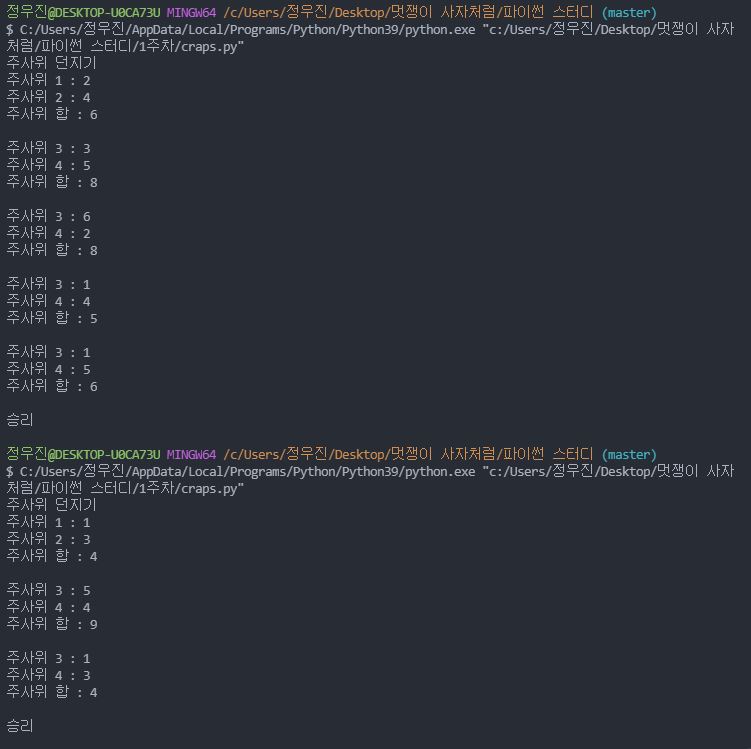 정우진@DESKTOP-U0CA73U MINGW64 /c/Users/정우진/Desktop/멋쟁이 사자처럼/파이썬 스터디 (master)
$ C:/Users/정우진/AppData/Local/Programs/Python/Python39/python.exe "c:/Users/정우진/Desktop/멋쟁이 사자
처럼/파이썬 스터디/1주차/craps.py"
주사위 던지기
주사위 1 : 2
주사위 2 : 4
주사위 합 : 6
주사위 3 : 3
주사위 4 : 5
주사위 합 : 8
주사위 3 : 6
주사위 4 : 2
주사위 합 : 8
주사위 3 : 1
주사위 4 : 4
주사위 합 : 5
주사위 3 : 1
주사위 4 : 5
주사위 합 : 6
승리
정우진@DESKTOP-U0CA73U MINGW64 /c/Users/정우진/Desktop/멋쟁이 사자처럼/파이썬 스터디 (master)
$ C:/Users/정우진/AppData/Local/Programs/Python/Python39/python.exe "c:/Users/정우진/Desktop/멋쟁이 사자
처럼/파이썬 스터디/1주차/craps.py"
주사위 던지기
주사위 1 : 1
주사위 2 : 3
주사위 합 : 4
주사위 3 : 5
주사위 4 : 4
주사위 합 : 9
주사위 3 : 1
주사위 4 : 3
주사위 합 : 4
승리